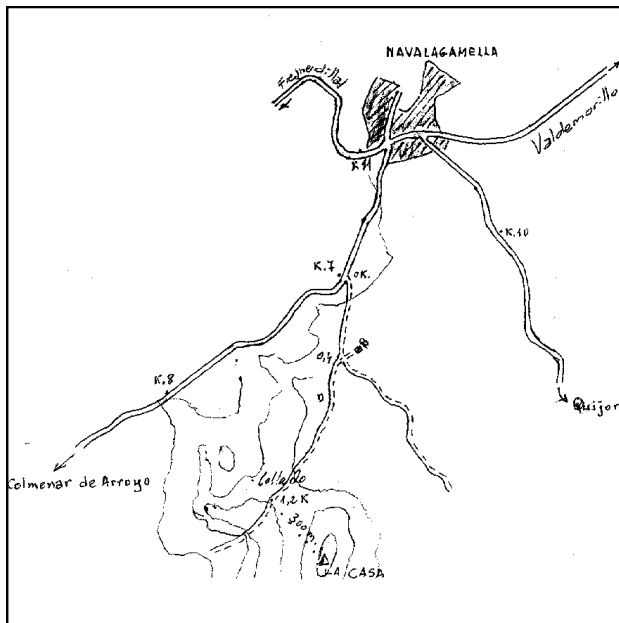 NAVALAGAMELLA
Fresnedillas
Valdemorillo
K.11
K.10
K.7
0K.
0,4
K.8
Quijor
Colmenar de Arroyo
Collado
1,2 K
300 m.
LA CASA